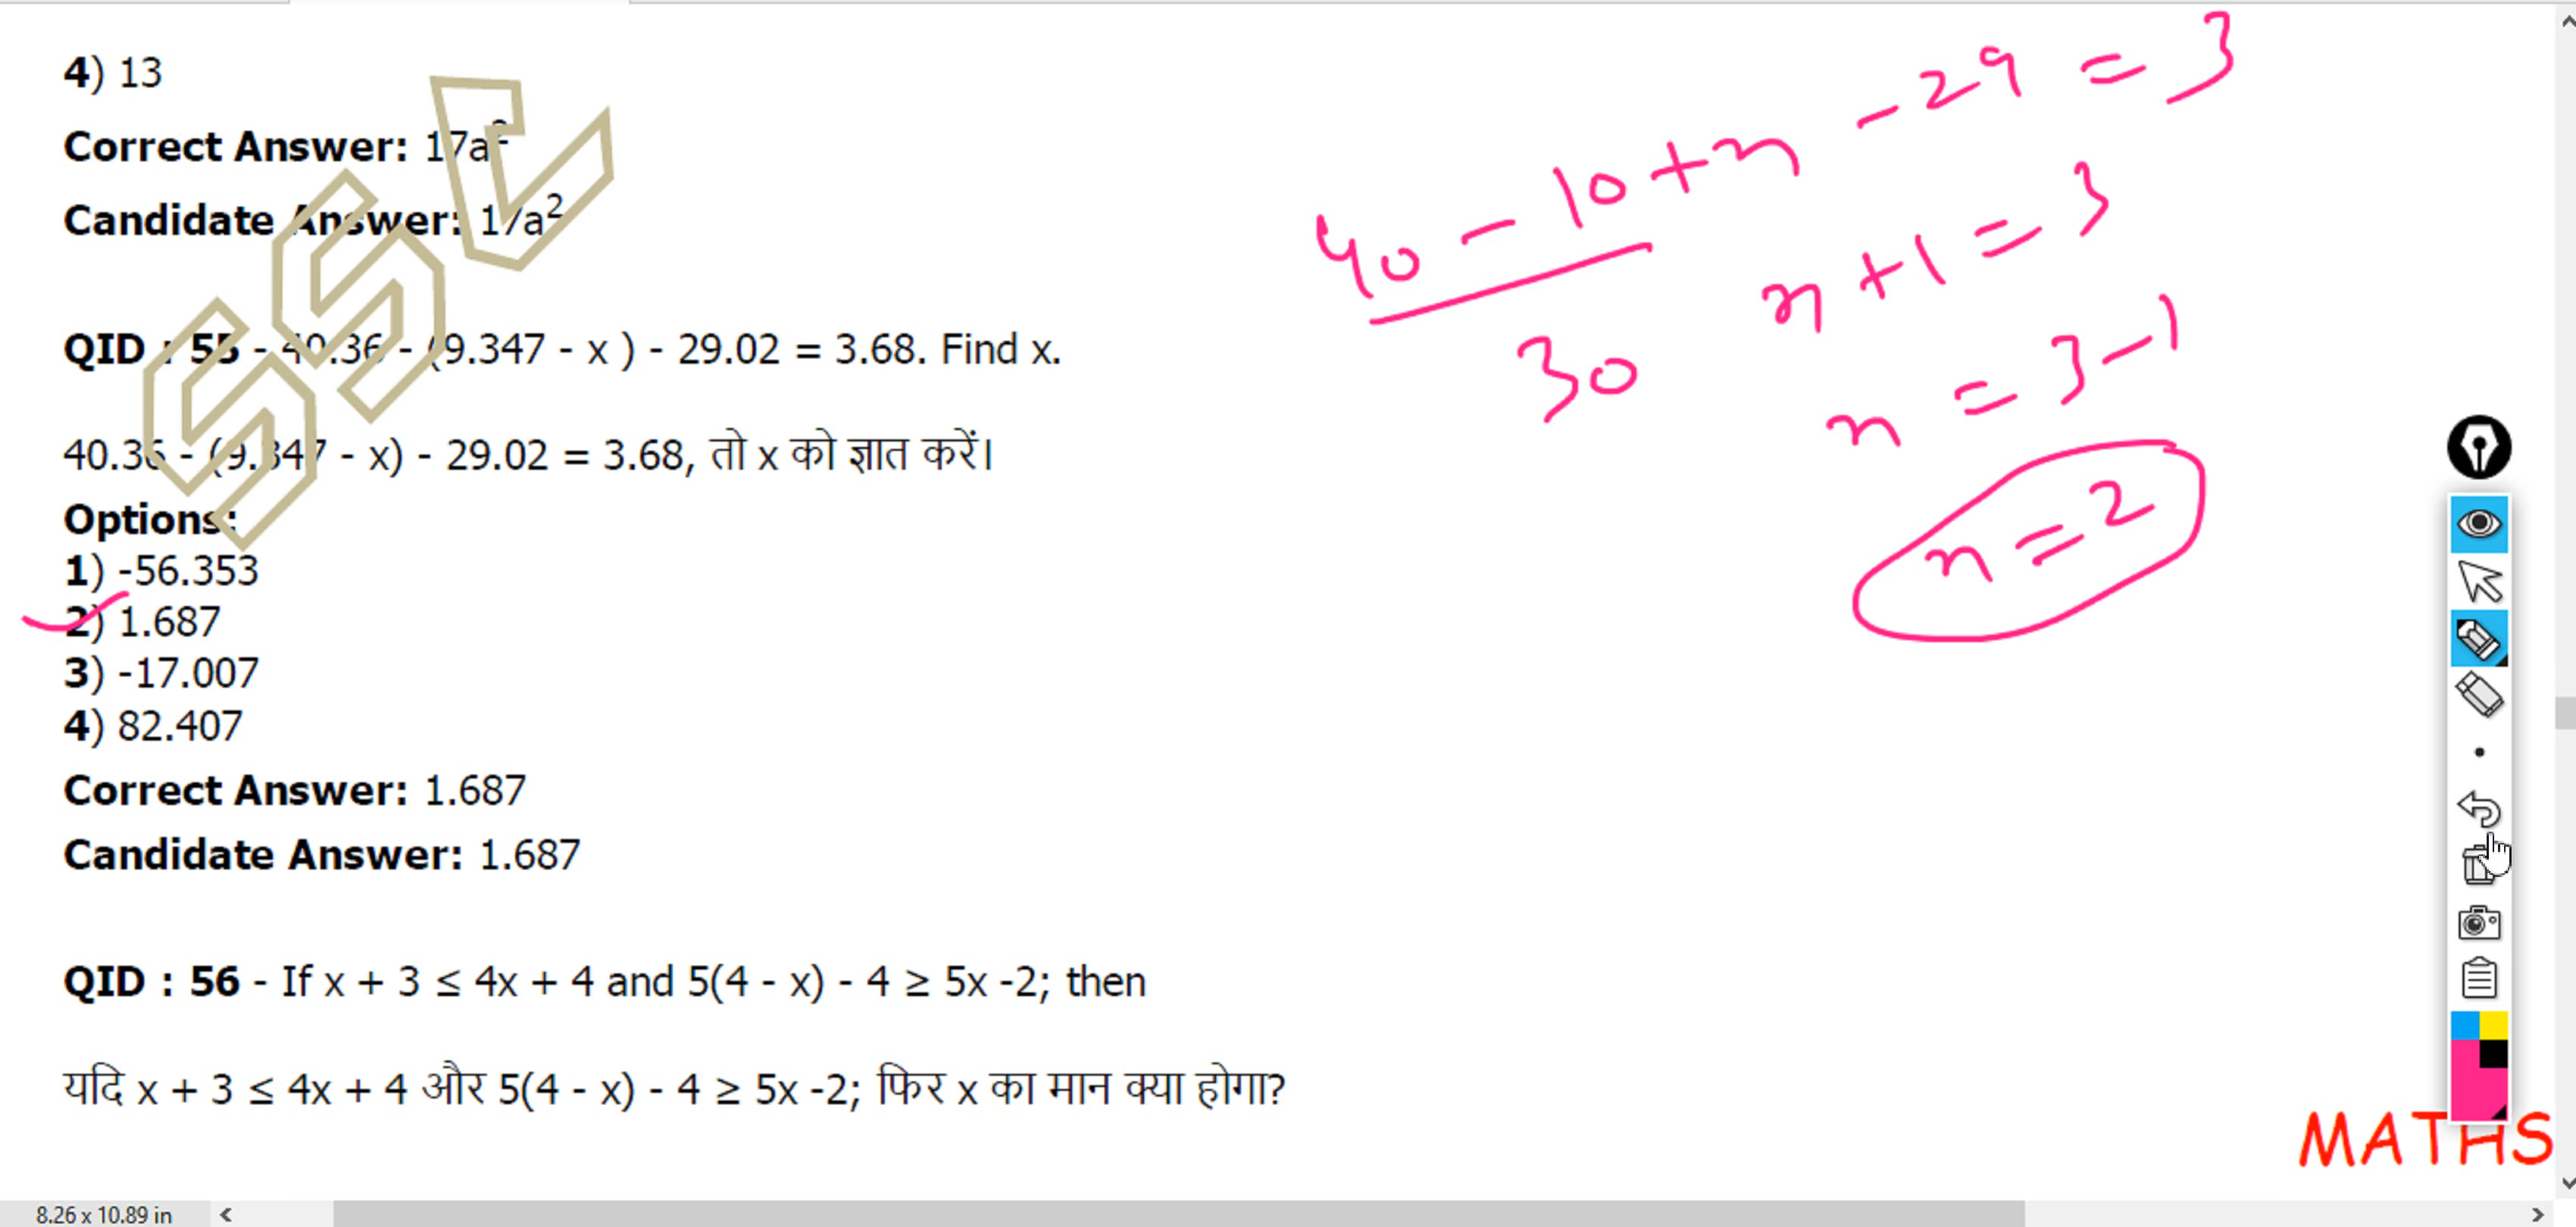 4) 13
Correct Answer: 17a²
Candidate Answer: 17a²
QID : 55 - 40.36 - (9.347 - x ) - 29.02 = 3.68. Find x.
40.36 - (9.347 - x) - 29.02 = 3.68, तो x को ज्ञात करें।
Options:
1) -56.353
2) 1.687
3) -17.007
4) 82.407
Correct Answer: 1.687
Candidate Answer: 1.687
QID : 56 - If x + 3 ≤ 4x + 4 and 5(4 - x) - 4 ≥ 5x -2; then
यदि x + 3 ≤ 4x + 4 और 5(4 - x) - 4 ≥ 5x -2; फिर x का मान क्या होगा?
40 - 10 + x - 29 = 3
30
x + 1 = 3
x = 3 - 1
x = 2
MATHS
8.26 x 10.89 in